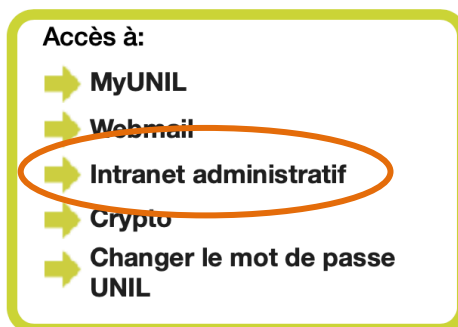 Accès à:
MyUNIL
Webmail
Intranet administratif
Crypto
Changer le mot de passe
UNIL